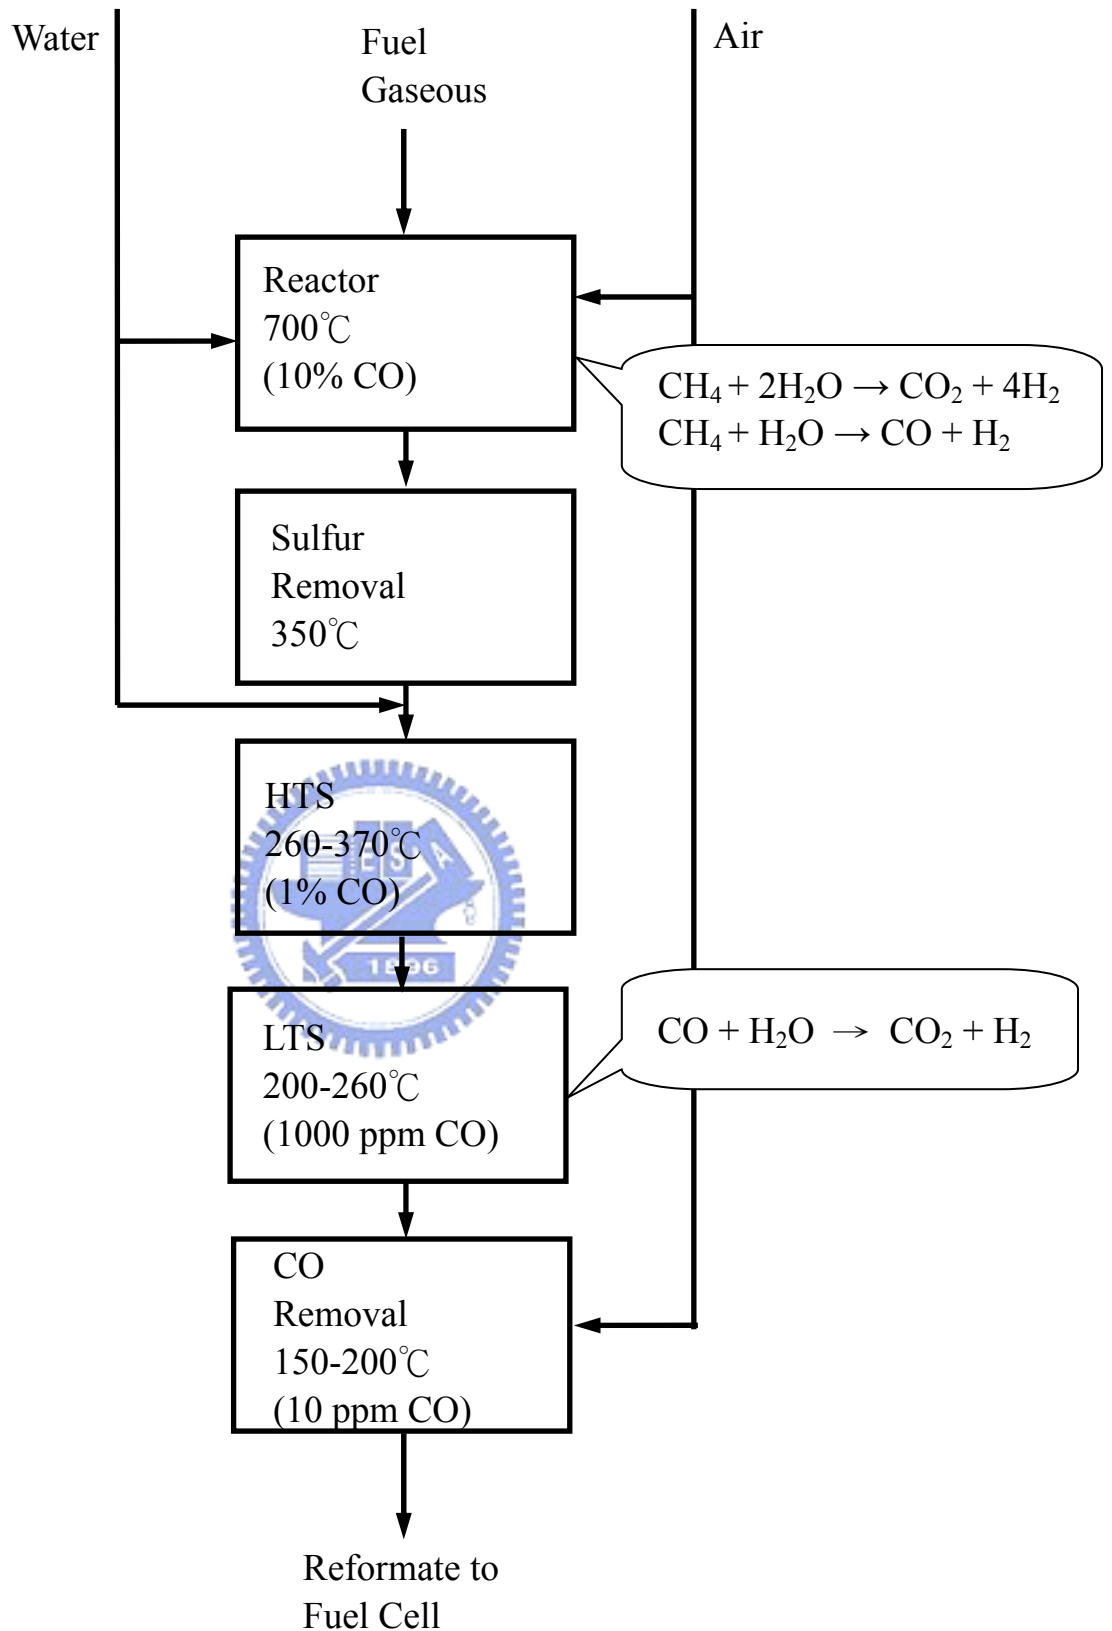 Water
Fuel
Gaseous
Air
Reactor
700℃
(10% CO)
CH₄ + 2H₂O → CO₂ + 4H₂
CH₄ + H₂O → CO + H₂
Sulfur
Removal
350℃
HTS
260-370℃
(1% CO)
E S A
1896
LTS
200-260℃
(1000 ppm CO)
CO + H₂O → CO₂ + H₂
CO
Removal
150-200℃
(10 ppm CO)
Reformate to
Fuel Cell